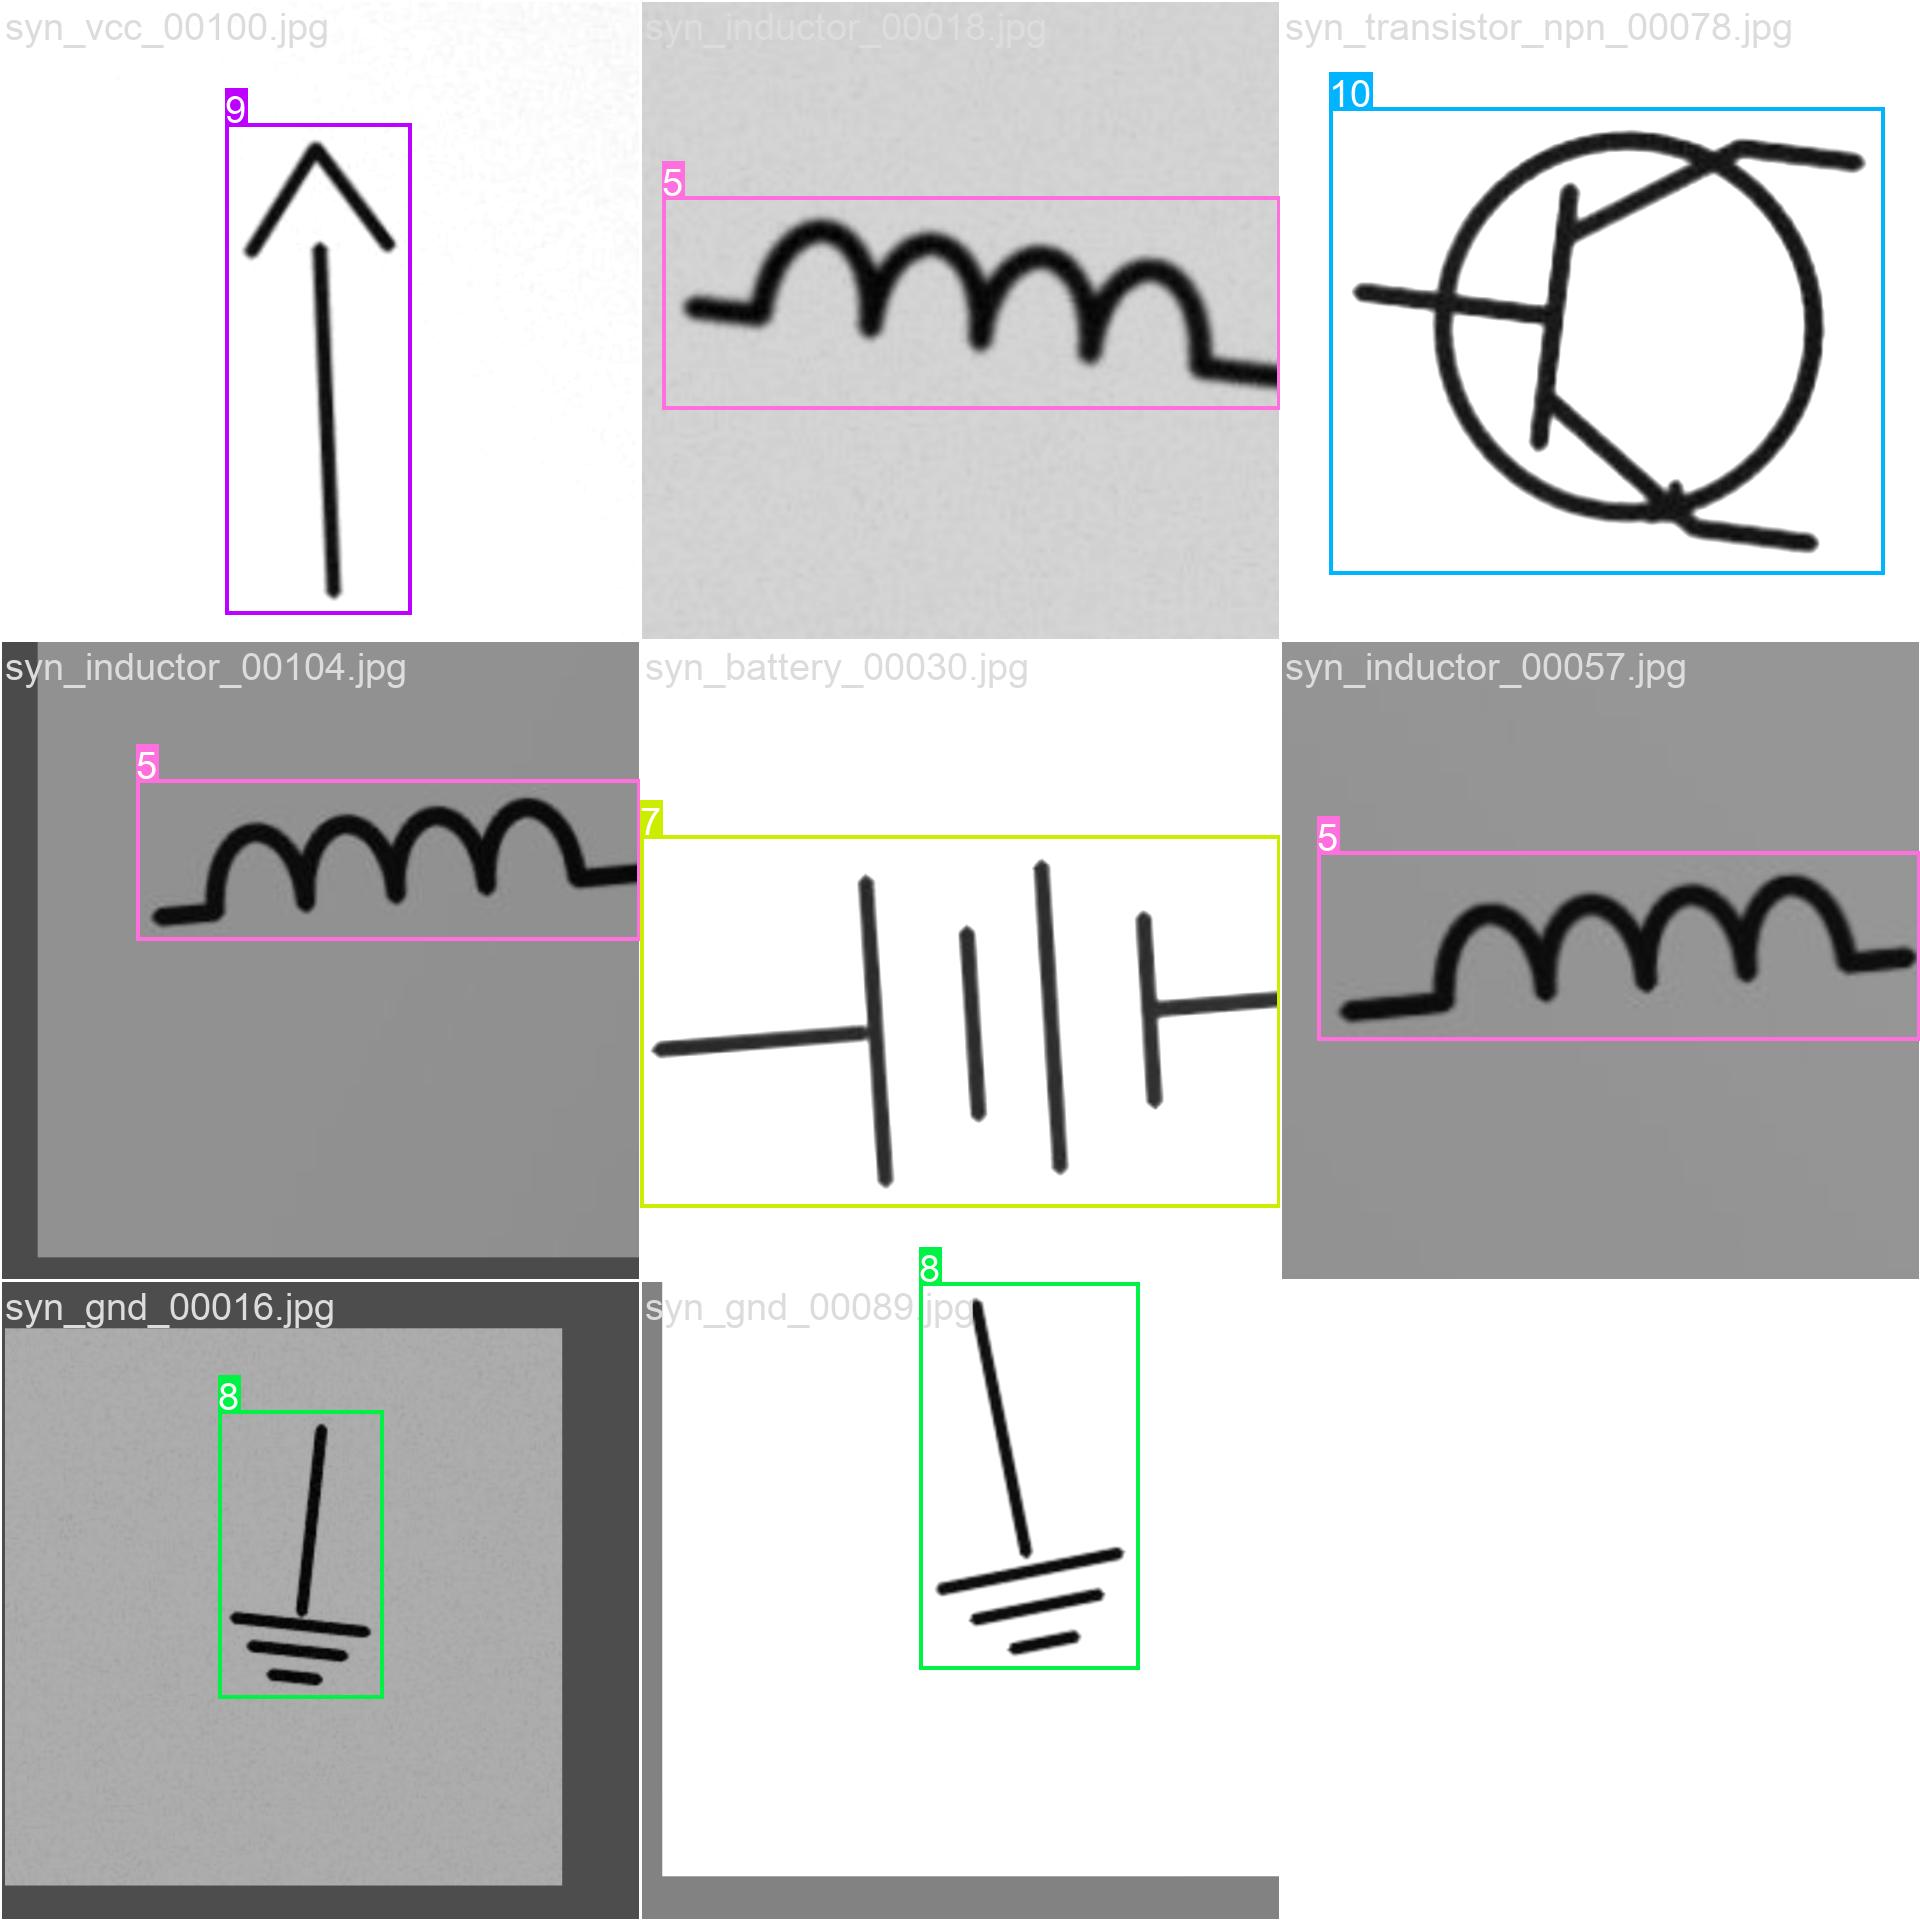 syn_vcc_00100.jpg
syn_inductor_00018.jpg
syn_transistor_npn_00078.jpg
9
5
10
syn_inductor_00104.jpg
syn_battery_00030.jpg
syn_inductor_00057.jpg
5
7
5
syn_gnd_00016.jpg
syn_gnd_00089.jpg
8
8